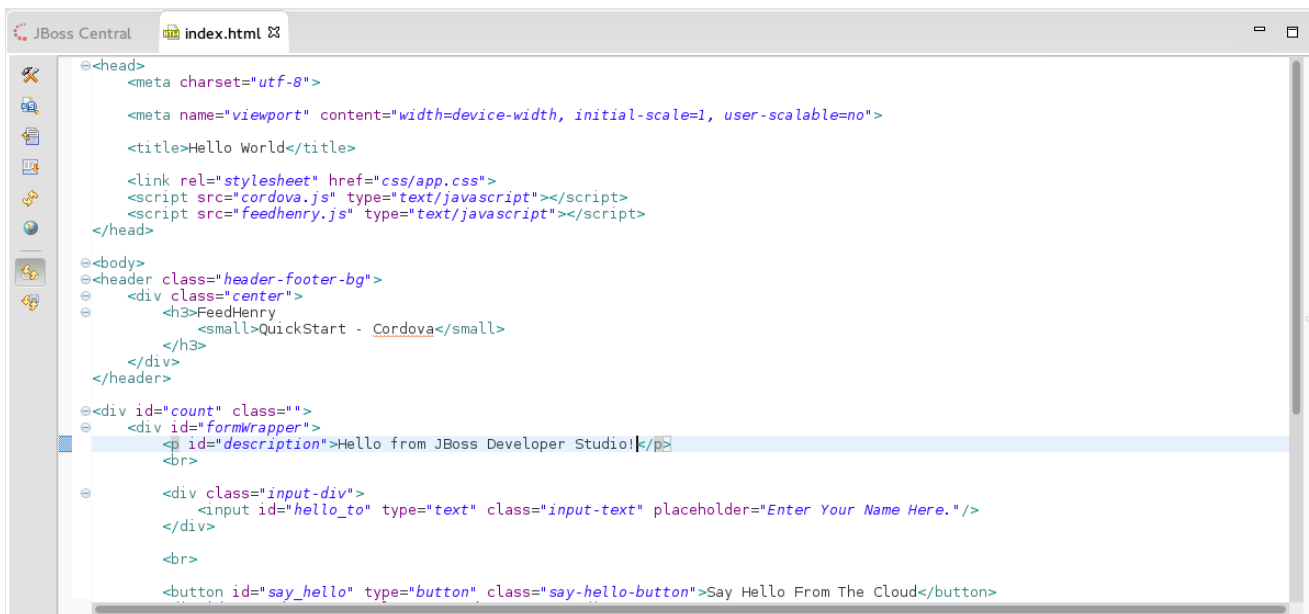 JBoss Central index.html
<head>
<meta charset="utf-8">
<meta name="viewport" content="width=device-width, initial-scale=1, user-scalable=no">
<title>Hello World</title>
<link rel="stylesheet" href="css/app.css">
<script src="cordova.js" type="text/javascript"></script>
<script src="feedhenry.js" type="text/javascript"></script>
</head>
<body>
<header class="header-footer-bg">
<div class="center">
<h3>FeedHenry
<small>QuickStart - Cordova</small>
</h3>
</div>
</header>
<div id="count" class="">
<div id="formWrapper">
<p id="description">Hello from JBoss Developer Studio!</p>
<br>
<div class="input-div">
<input id="hello_to" type="text" class="input-text" placeholder="Enter Your Name Here."/>
</div>
<br>
<button id="say_hello" type="button" class="say-hello-button">Say Hello From The Cloud</button>